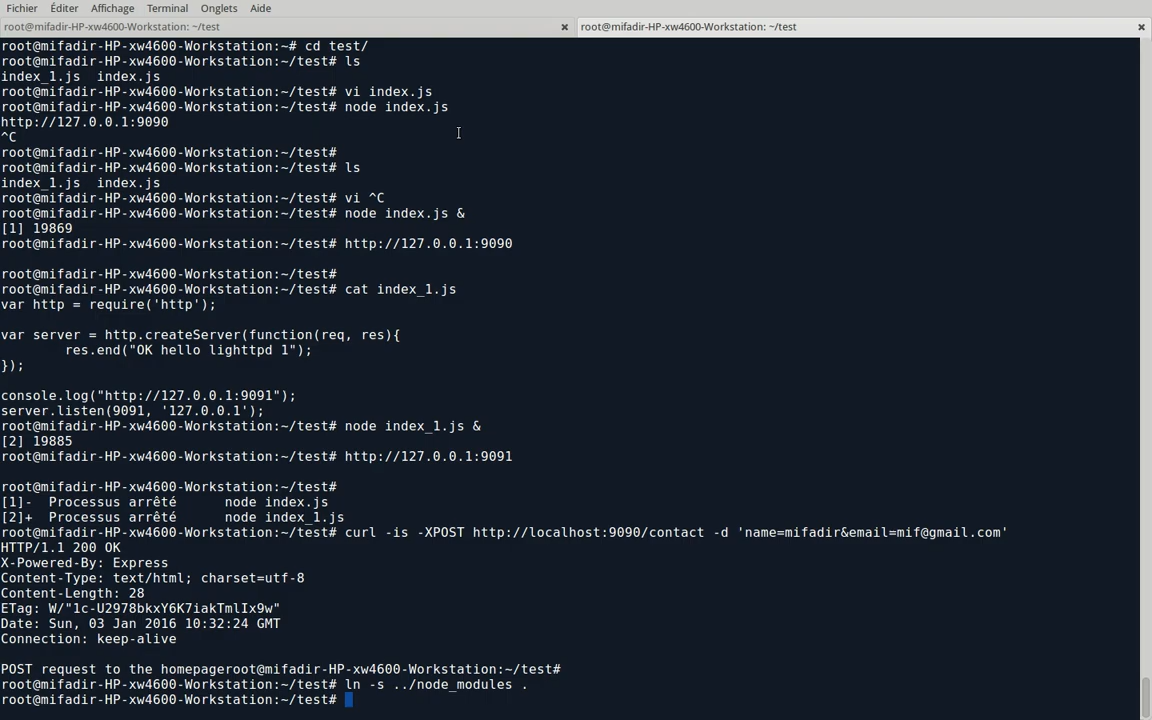 Fichier Éditer Affichage Terminal Onglets Aide
root@mifadir-HP-xw4600-Workstation: ~/test root@mifadir-HP-xw4600-Workstation: ~/test
root@mifadir-HP-xw4600-Workstation:~# cd test/
root@mifadir-HP-xw4600-Workstation:~/test# ls
index_1.js  index.js
root@mifadir-HP-xw4600-Workstation:~/test# vi index.js
root@mifadir-HP-xw4600-Workstation:~/test# node index.js
http://127.0.0.1:9090
^C
root@mifadir-HP-xw4600-Workstation:~/test#
root@mifadir-HP-xw4600-Workstation:~/test# ls
index_1.js  index.js
root@mifadir-HP-xw4600-Workstation:~/test# vi ^C
root@mifadir-HP-xw4600-Workstation:~/test# node index.js &
[1] 19869
root@mifadir-HP-xw4600-Workstation:~/test# http://127.0.0.1:9090
root@mifadir-HP-xw4600-Workstation:~/test#
root@mifadir-HP-xw4600-Workstation:~/test# cat index_1.js
var http = require('http');
var server = http.createServer(function(req, res){
        res.end("OK hello lighttpd 1");
});
console.log("http://127.0.0.1:9091");
server.listen(9091, '127.0.0.1');
root@mifadir-HP-xw4600-Workstation:~/test# node index_1.js &
[2] 19885
root@mifadir-HP-xw4600-Workstation:~/test# http://127.0.0.1:9091
root@mifadir-HP-xw4600-Workstation:~/test#
[1]-  Processus arrêté      node index.js
[2]+  Processus arrêté      node index_1.js
root@mifadir-HP-xw4600-Workstation:~/test# curl -is -XPOST http://localhost:9090/contact -d 'name=mifadir&email=mif@gmail.com'
HTTP/1.1 200 OK
X-Powered-By: Express
Content-Type: text/html; charset=utf-8
Content-Length: 28
ETag: W/"1c-U2978bkxY6K7iakTmlIx9w"
Date: Sun, 03 Jan 2016 10:32:24 GMT
Connection: keep-alive
POST request to the homepageroot@mifadir-HP-xw4600-Workstation:~/test#
root@mifadir-HP-xw4600-Workstation:~/test# ln -s ../node_modules .
root@mifadir-HP-xw4600-Workstation:~/test#